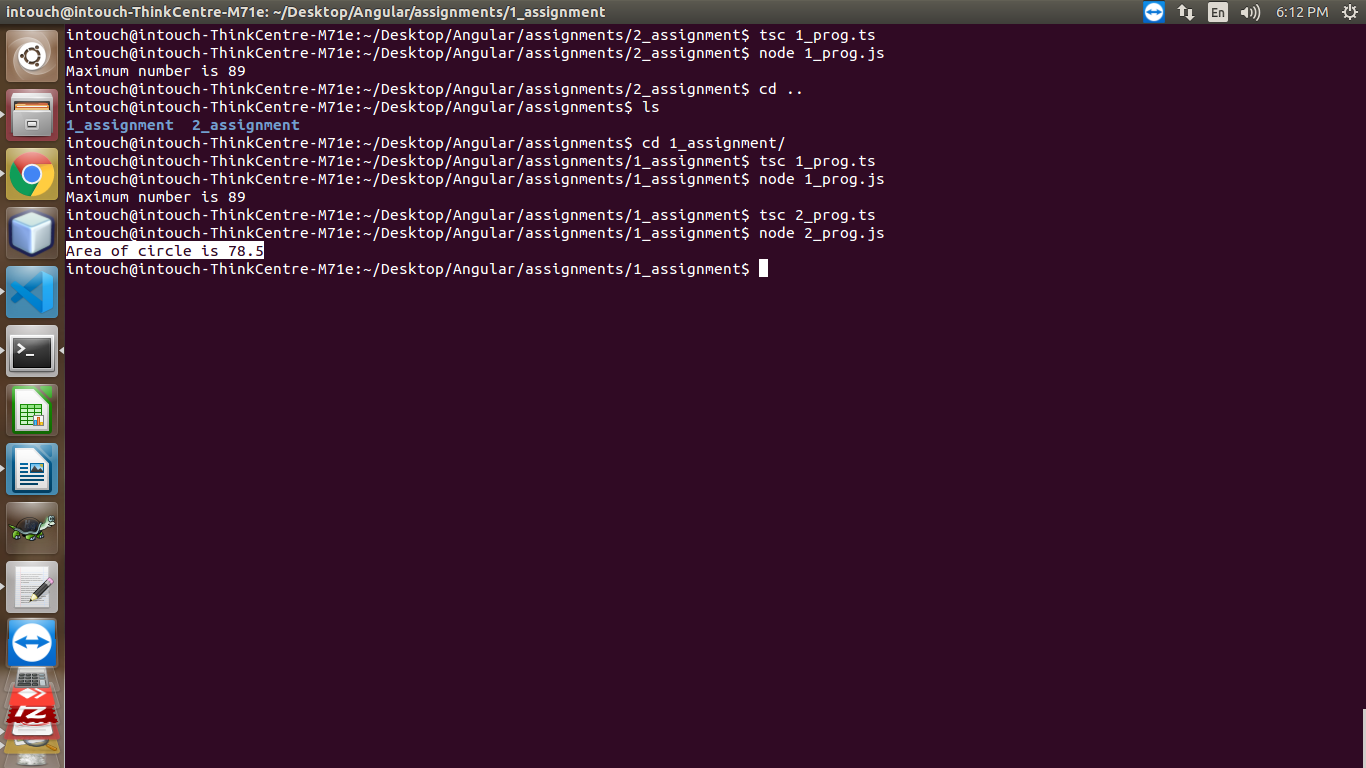 intouch@intouch-ThinkCentre-M71e: ~/Desktop/Angular/assignments/1_assignment
En
6:12 PM
intouch@intouch-ThinkCentre-M71e:~/Desktop/Angular/assignments/2_assignment$ tsc 1_prog.ts
intouch@intouch-ThinkCentre-M71e:~/Desktop/Angular/assignments/2_assignment$ node 1_prog.js
Maximum number is 89
intouch@intouch-ThinkCentre-M71e:~/Desktop/Angular/assignments/2_assignment$ cd ..
intouch@intouch-ThinkCentre-M71e:~/Desktop/Angular/assignments$ ls
1_assignment  2_assignment
intouch@intouch-ThinkCentre-M71e:~/Desktop/Angular/assignments$ cd 1_assignment/
intouch@intouch-ThinkCentre-M71e:~/Desktop/Angular/assignments/1_assignment$ tsc 1_prog.ts
intouch@intouch-ThinkCentre-M71e:~/Desktop/Angular/assignments/1_assignment$ node 1_prog.js
Maximum number is 89
intouch@intouch-ThinkCentre-M71e:~/Desktop/Angular/assignments/1_assignment$ tsc 2_prog.ts
intouch@intouch-ThinkCentre-M71e:~/Desktop/Angular/assignments/1_assignment$ node 2_prog.js
Area of circle is 78.5
intouch@intouch-ThinkCentre-M71e:~/Desktop/Angular/assignments/1_assignment$